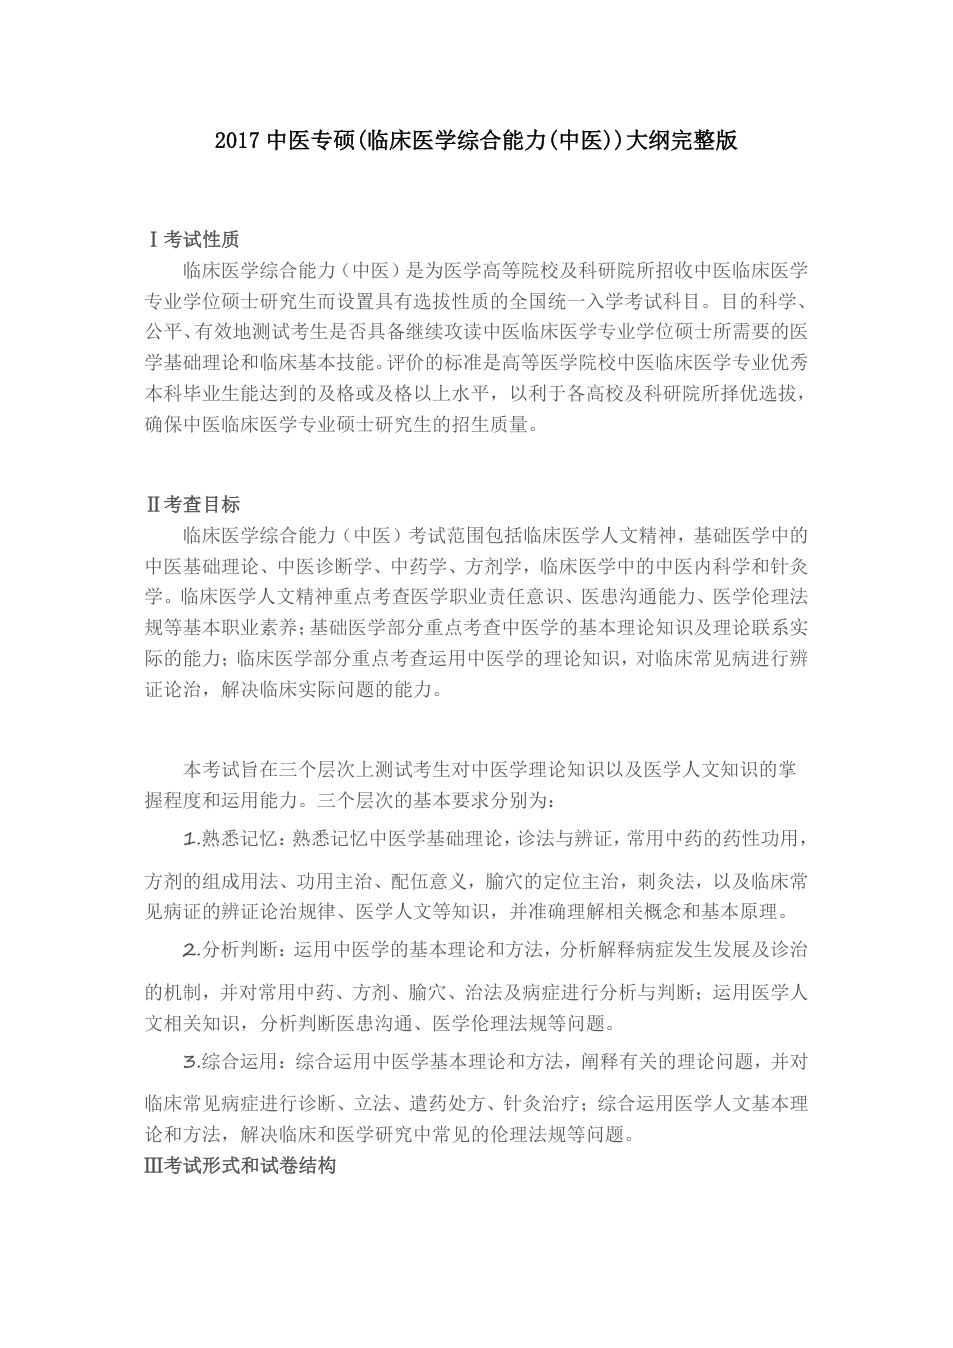 2017 中医专硕(临床医学综合能力(中医))大纲完整版
Ⅰ考试性质
临床医学综合能力（中医）是为医学高等院校及科研院所招收中医临床医学
专业学位硕士研究生而设置具有选拔性质的全国统一入学考试科目。目的科学、
公平、有效地测试考生是否具备继续攻读中医临床医学专业学位硕士所需要的医
学基础理论和临床基本技能。评价的标准是高等医学院校中医临床医学专业优秀
本科毕业生能达到的及格或及格以上水平，以利于各高校及科研院所择优选拔，
确保中医临床医学专业硕士研究生的招生质量。
Ⅱ考查目标
临床医学综合能力（中医）考试范围包括临床医学人文精神，基础医学中的
中医基础理论、中医诊断学、中药学、方剂学，临床医学中的中医内科学和针灸
学。临床医学人文精神重点考查医学职业责任意识、医患沟通能力、医学伦理法
规等基本职业素养；基础医学部分重点考查中医学的基本理论知识及理论联系实
际的能力；临床医学部分重点考查运用中医学的理论知识，对临床常见病进行辨
证论治，解决临床实际问题的能力。
本考试旨在三个层次上测试考生对中医学理论知识以及医学人文知识的掌
握程度和运用能力。三个层次的基本要求分别为：
1.熟悉记忆：熟悉记忆中医学基础理论，诊法与辨证，常用中药的药性功用，
方剂的组成用法、功用主治、配伍意义，腧穴的定位主治，刺灸法，以及临床常
见病证的辨证论治规律、医学人文等知识，并准确理解相关概念和基本原理。
2.分析判断：运用中医学的基本理论和方法，分析解释病症发生发展及诊治
的机制，并对常用中药、方剂、腧穴、治法及病症进行分析与判断；运用医学人
文相关知识，分析判断医患沟通、医学伦理法规等问题。
3.综合运用：综合运用中医学基本理论和方法，阐释有关的理论问题，并对
临床常见病症进行诊断、立法、遣药处方、针灸治疗；综合运用医学人文基本理
论和方法，解决临床和医学研究中常见的伦理法规等问题。
Ⅲ考试形式和试卷结构